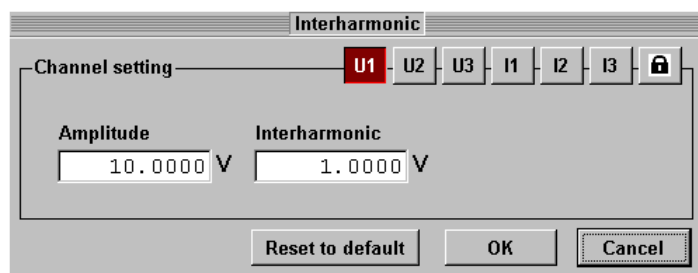 Interharmonic
Channel setting U1 U2 U3 I1 I2 I3
Amplitude Interharmonic
10.0000 V 1.0000 V
Reset to default OK Cancel